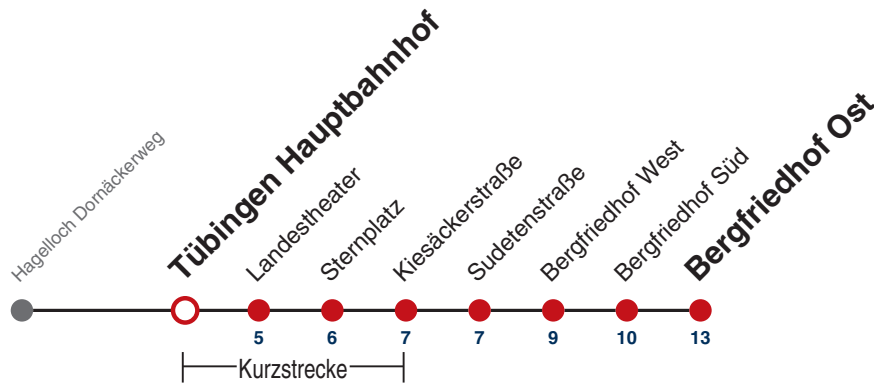 Hagelloch Dornäckerweg
Tübingen Hauptbahnhof
Landestheater
Sternplatz
Kiesäckerstraße
Sudetenstraße
Bergfriedhof West
Bergfriedhof Süd
Bergfriedhof Ost
5 6 7 7 9 10 13
Kurzstrecke